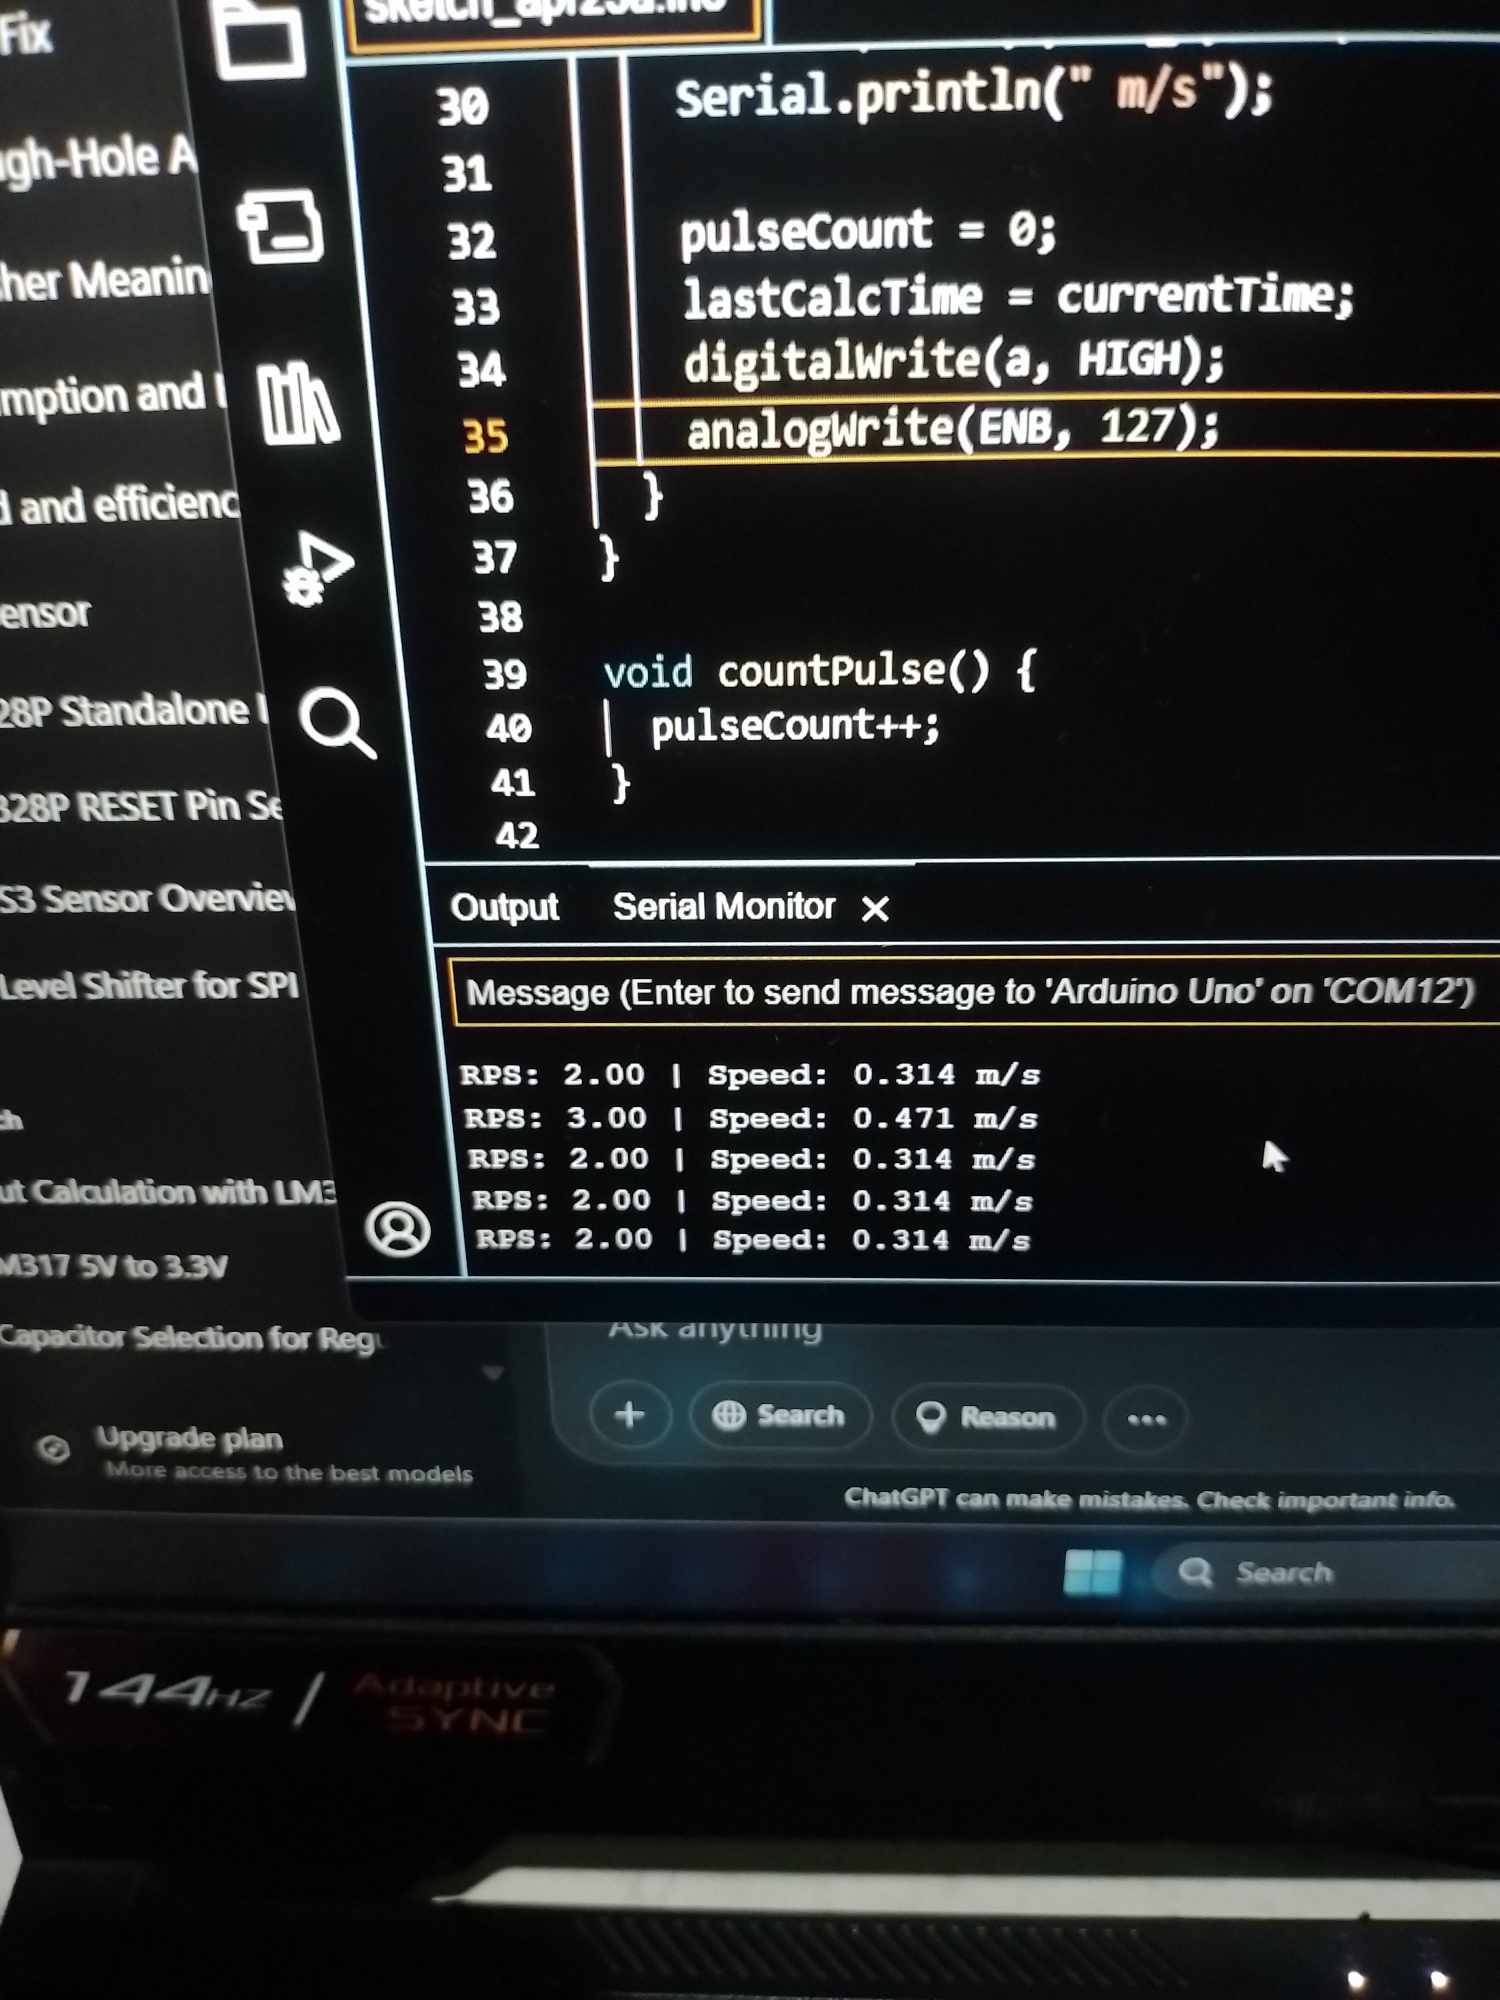 Fix
30 Serial.println(" m/s");
31
32 pulseCount = 0;
33 lastCalcTime = currentTime;
34 digitalWrite(a, HIGH);
35 analogWrite(ENB, 127);
36 }
37 }
38
39 void countPulse() {
40 pulseCount++;
41 }
42
gh-Hole A
her Meanin
mption and
and efficienc
ensor
28P Standalone
328P RESET Pin Se
S3 Sensor Overview
Level Shifter for SPI
ch
ut Calculation with LM3
M317 5V to 3.3V
Capacitor Selection for Regu
Upgrade plan
More access to the best models
Output Serial Monitor ×
Message (Enter to send message to 'Arduino Uno' on 'COM12')
RPS: 2.00 | Speed: 0.314 m/s
RPS: 3.00 | Speed: 0.471 m/s
RPS: 2.00 | Speed: 0.314 m/s
RPS: 2.00 | Speed: 0.314 m/s
RPS: 2.00 | Speed: 0.314 m/s
Ask anything
Search Reason
ChatGPT can make mistakes. Check important info.
Search
144Hz / Adaptive
SYNC